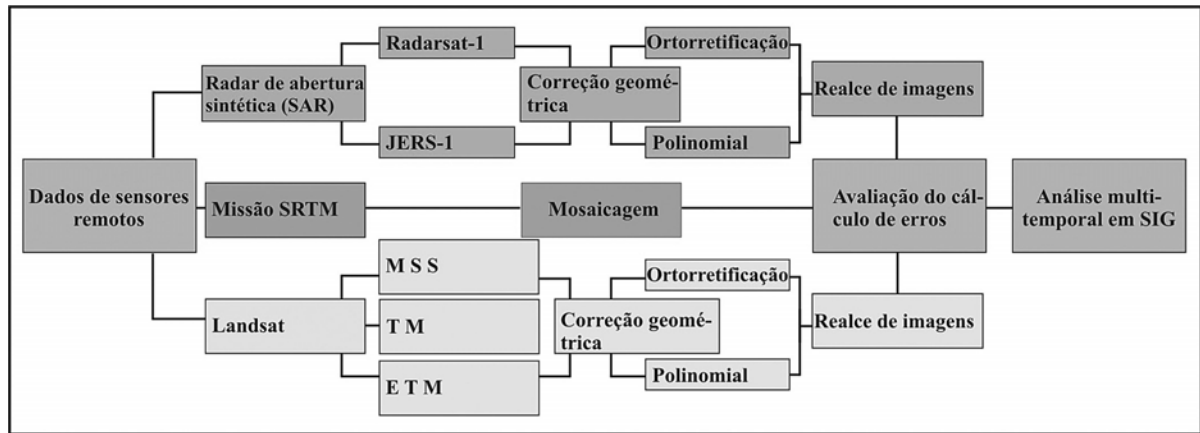 Dados de sensores
remotos
Radar de abertura
sintética (SAR)
Radarsat-1
JERS-1
Correção geomé-
trica
Ortorretificação
Polinomial
Realce de imagens
Missão SRTM
Mosaicagem
Avaliação do cál-
culo de erros
Análise multi-
temporal em SIG
Landsat
M S S
T M
E T M
Correção geomé-
trica
Ortorretificação
Polinomial
Realce de imagens